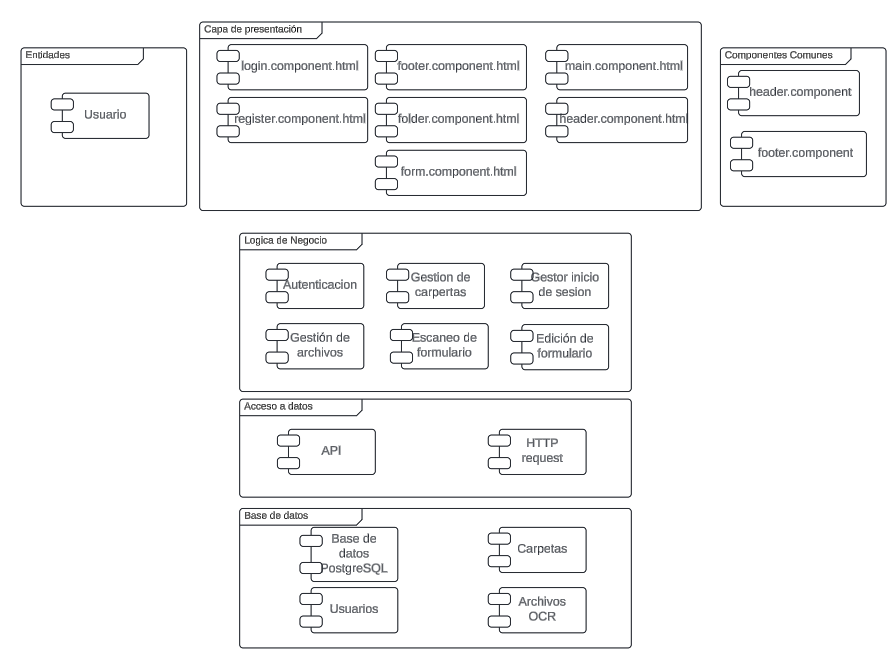 Entidades
Usuario
Capa de presentación
login.component.html
footer.component.html
main.component.html
register.component.html
folder.component.html
header.component.html
form.component.html
Componentes Comunes
header.component
footer.component
Logica de Negocio
Autenticacion
Gestion de
carpertas
Gestor inicio
de sesion
Gestión de
archivos
Escaneo de
formulario
Edición de
formulario
Acceso a datos
API
HTTP
request
Base de datos
Base de
datos
PostgreSQL
Carpetas
Usuarios
Archivos
OCR